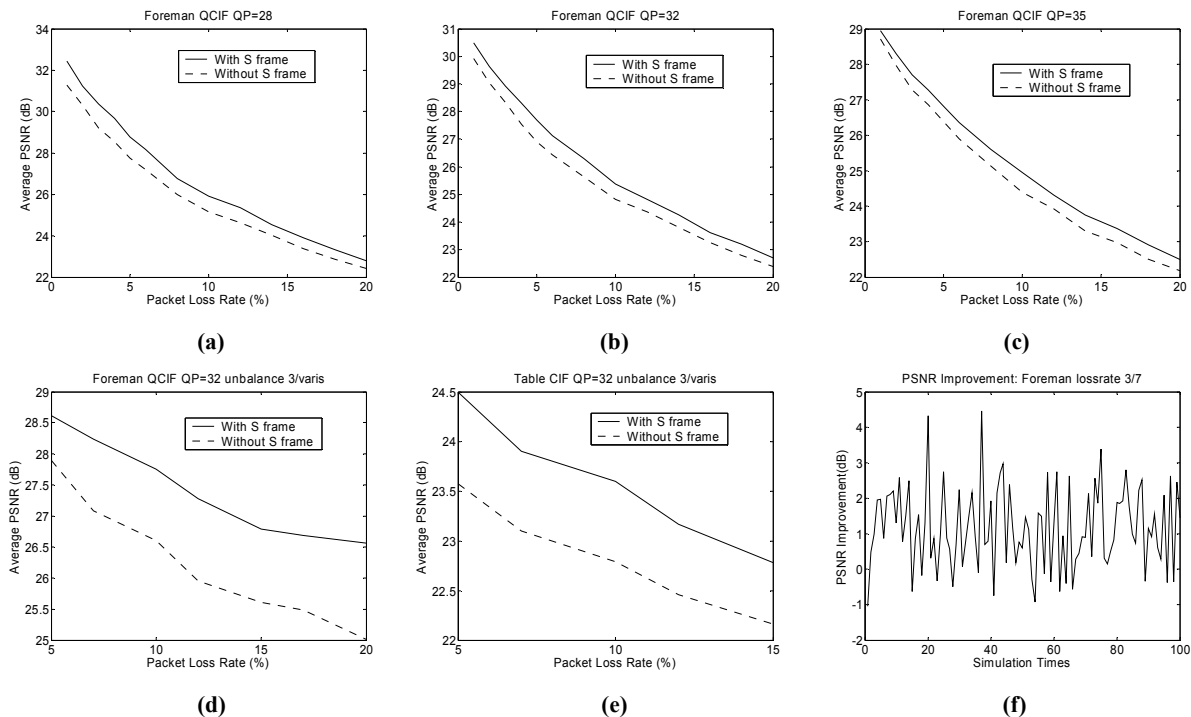 Foreman QCIF QP=28
34
32
30
28
26
24
22
0
5
10
15
20
Average PSNR (dB)
Packet Loss Rate (%)
With S frame
Without S frame
(a)
Foreman QCIF QP=32
31
30
29
28
27
26
25
24
23
22
0
5
10
15
20
Average PSNR (dB)
Packet Loss Rate (%)
With S frame
Without S frame
(b)
Foreman QCIF QP=35
29
28
27
26
25
24
23
22
0
5
10
15
20
Average PSNR (dB)
Packet Loss Rate (%)
With S frame
Without S frame
(c)
Foreman QCIF QP=32 unbalance 3/varis
29
28.5
28
27.5
27
26.5
26
25.5
25
5
10
15
20
Average PSNR (dB)
Packet Loss Rate (%)
With S frame
Without S frame
(d)
Table CIF QP=32 unbalance 3/varis
24.5
24
23.5
23
22.5
22
5
10
15
Average PSNR (dB)
Packet Loss Rate (%)
With S frame
Without S frame
(e)
PSNR Improvement: Foreman lossrate 3/7
5
4
3
2
1
0
-1
-2
0
20
40
60
80
100
PSNR Improvement(dB)
Simulation Times
(f)